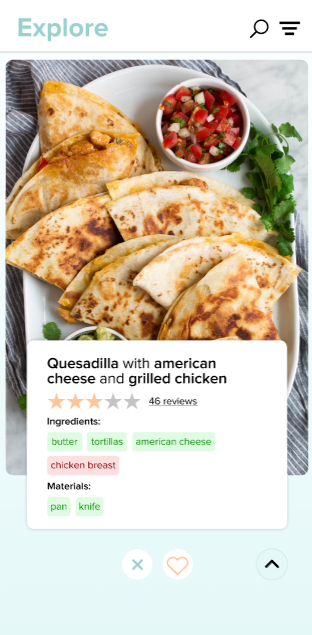 Explore
Quesadilla with american
cheese and grilled chicken
46 reviews
Ingredients:
butter tortillas american cheese
chicken breast
Materials:
pan knife